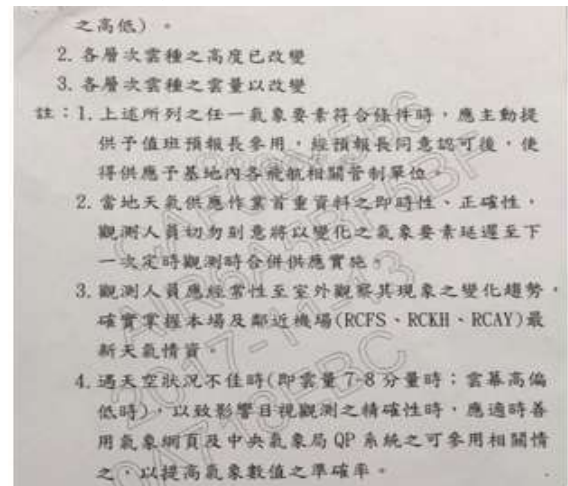 之高低)。
2. 各層次雲種之高度已改變
3. 各層次雲種之雲量以改變
註：1. 上述所列之任一氣象要素符合條件時，應主動提
供予值班預報長參用，經預報長同意認可後，使
得供應予基地內各飛航相關管制單位。
2. 當地天氣供應作業首重資料之即時性、正確性，
觀測人員切勿刻意將以變化之氣象要素延遲至下
一次定時觀測時合併供應實施。
3. 觀測人員應經常性至室外觀察其現象之變化趨勢，
確實掌握本場及鄰近機場(RCFS、RCKH、RCAY)最
新天氣情資。
4. 遇天空狀況不佳時(即雲量 7-8 分量時；雲幕高偏
低時)，以致影響目視觀測之精確性時，應適時善
用氣象網頁及中央氣象局 QP 系統之可參用相關情
之，以提高氣象數值之準確率。